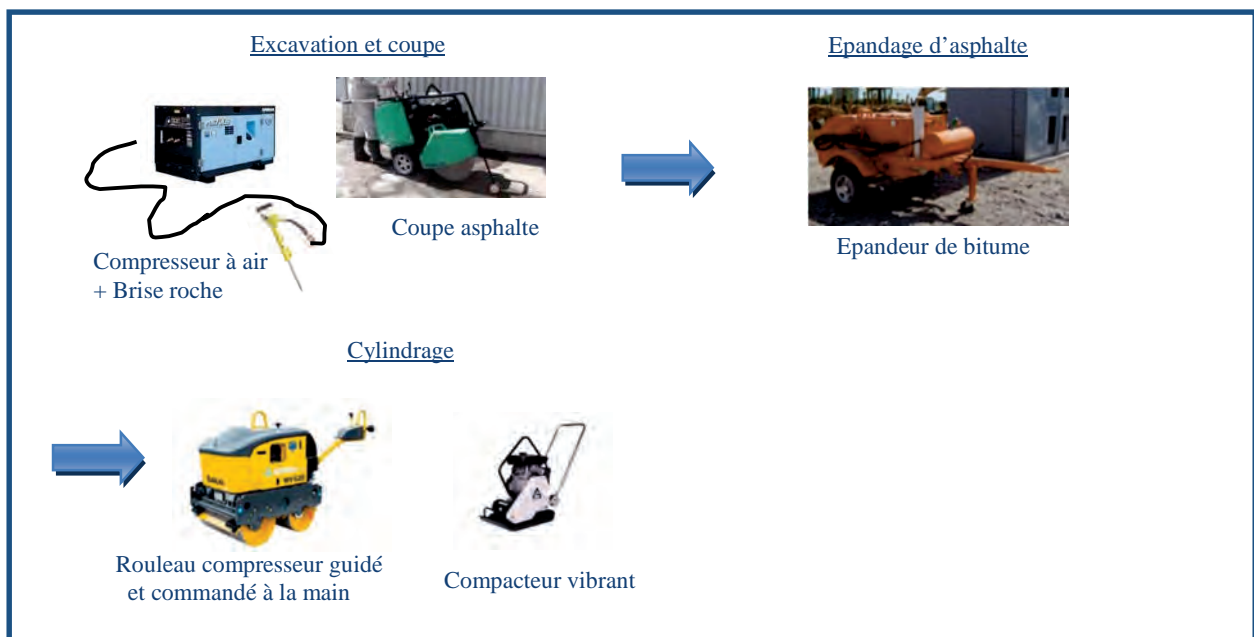 Excavation et coupe
Epandage d’asphalte
Coupe asphalte
Compresseur à air
+ Brise roche
Epandeur de bitume
Cylindrage
Rouleau compresseur guidé
et commandé à la main
Compacteur vibrant